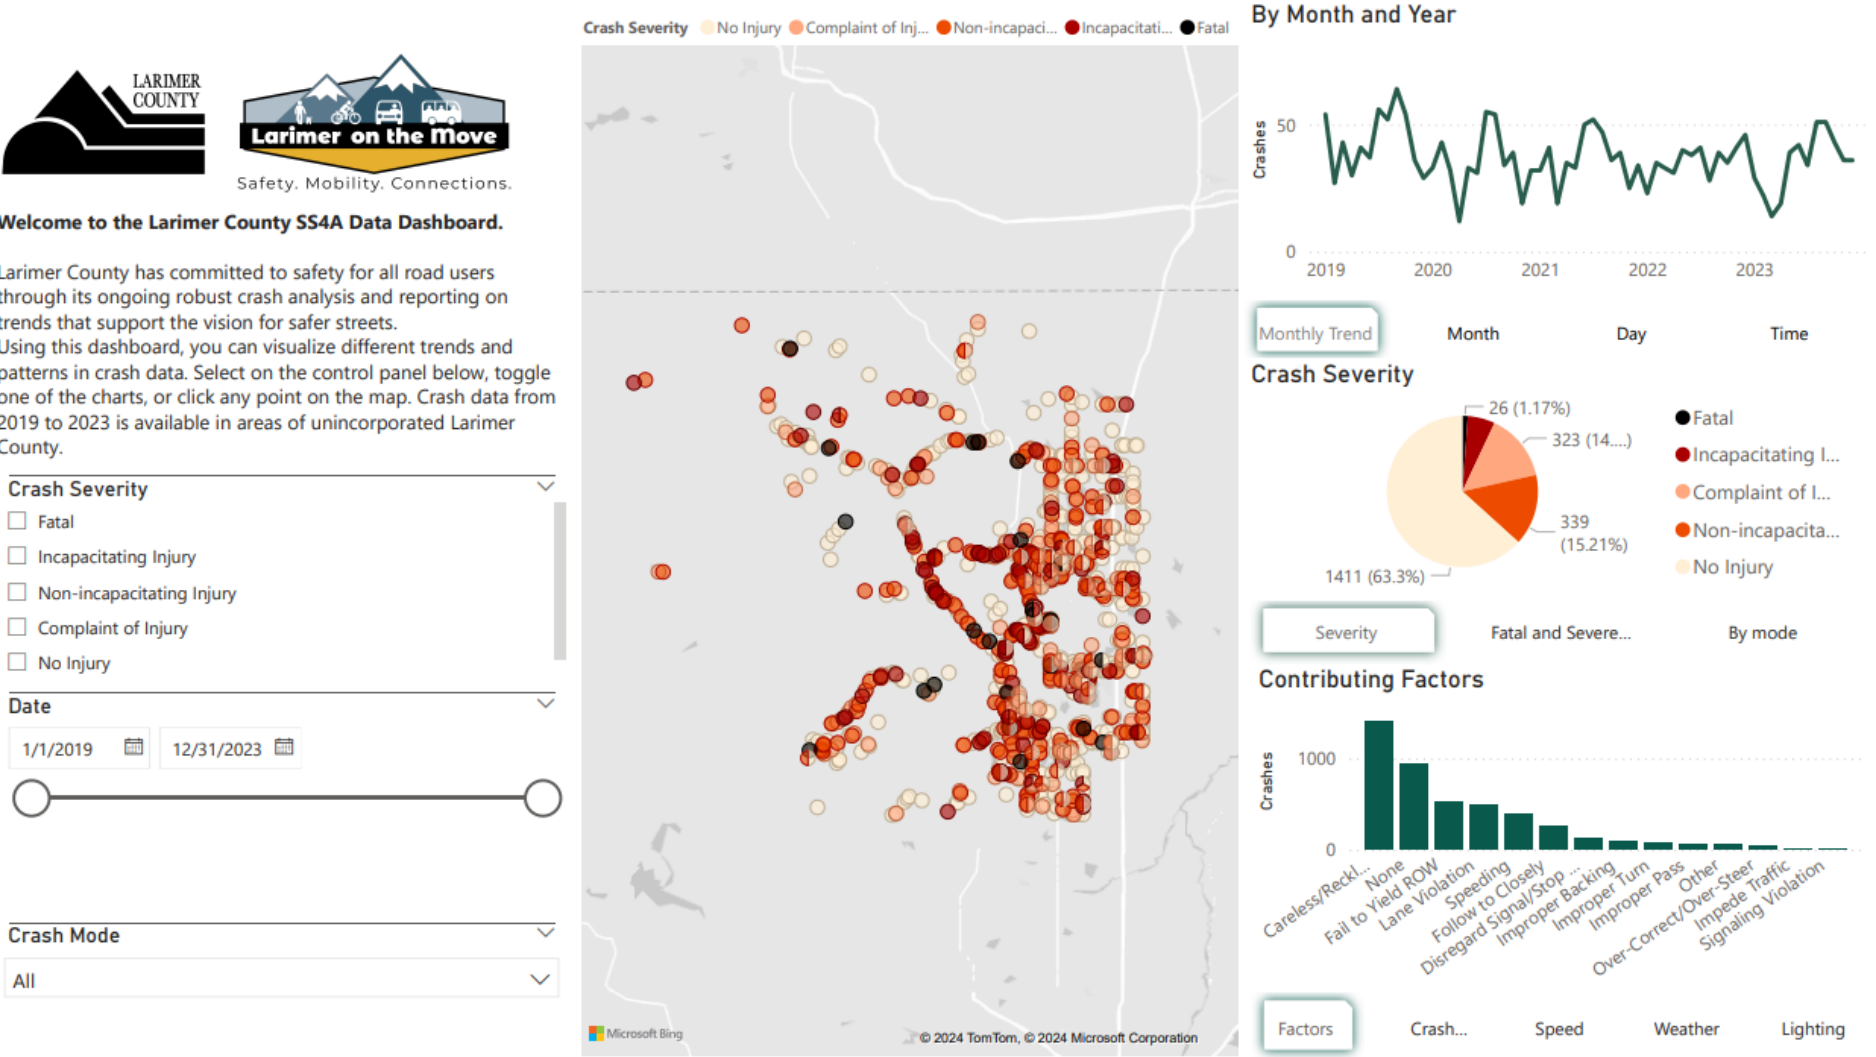 LARIMER
COUNTY
Larimer on the Move
Safety. Mobility. Connections.
Welcome to the Larimer County SS4A Data Dashboard.
Larimer County has committed to safety for all road users
through its ongoing robust crash analysis and reporting on
trends that support the vision for safer streets.
Using this dashboard, you can visualize different trends and
patterns in crash data. Select on the control panel below, toggle
one of the charts, or click any point on the map. Crash data from
2019 to 2023 is available in areas of unincorporated Larimer
County.
Crash Severity
Fatal
Incapacitating Injury
Non-incapacitating Injury
Complaint of Injury
No Injury
Date
1/1/2019
12/31/2023
Crash Mode
All
Crash Severity No Injury Complaint of Inj... Non-incapaci... Incapacitati... Fatal
Microsoft Bing
© 2024 TomTom, © 2024 Microsoft Corporation
By Month and Year
Crashes
50
0
2019 2020 2021 2022 2023
Monthly Trend Month Day Time
Crash Severity
26 (1.17%)
323 (14....)
339
(15.21%)
1411 (63.3%)
Fatal
Incapacitating I...
Complaint of I...
Non-incapacita...
No Injury
Severity Fatal and Severe... By mode
Contributing Factors
Crashes
1000
0
Careless/Reckl...
None
Fail to Yield ROW
Lane Violation
Speeding
Follow to Closely
Disregard Signal/Stop ...
Improper Backing
Improper Turn
Improper Pass
Other
Over-Correct/Over-Steer
Impede Traffic
Signaling Violation
Factors Crash... Speed Weather Lighting